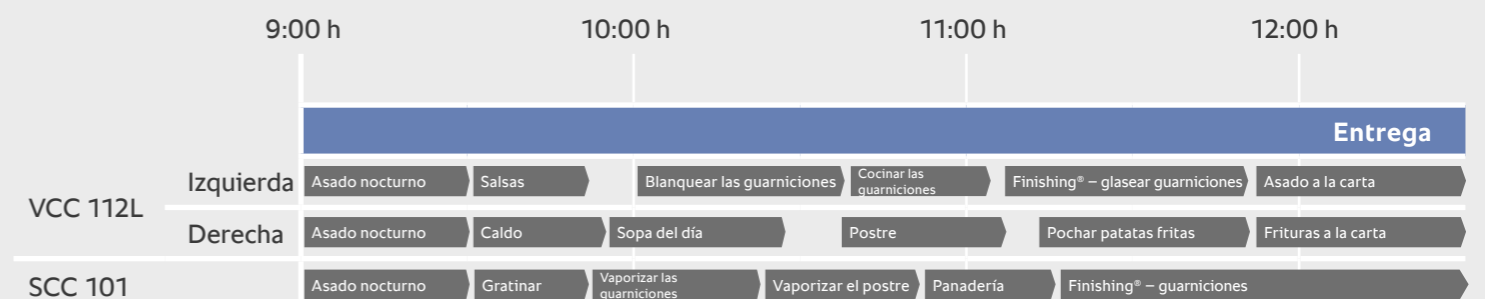 9:00 h 10:00 h 11:00 h 12:00 h
Entrega
VCC 112L
Izquierda Asado nocturno Salsas Blanquear las guarniciones Cocinar las
guarniciones Finishing® – glasear guarniciones Asado a la carta
Derecha Asado nocturno Caldo Sopa del día Postre Pochar patatas fritas Frituras a la carta
SCC 101 Asado nocturno Gratinar Vaporizar las
guarniciones Vaporizar el postre Panadería Finishing® – guarniciones